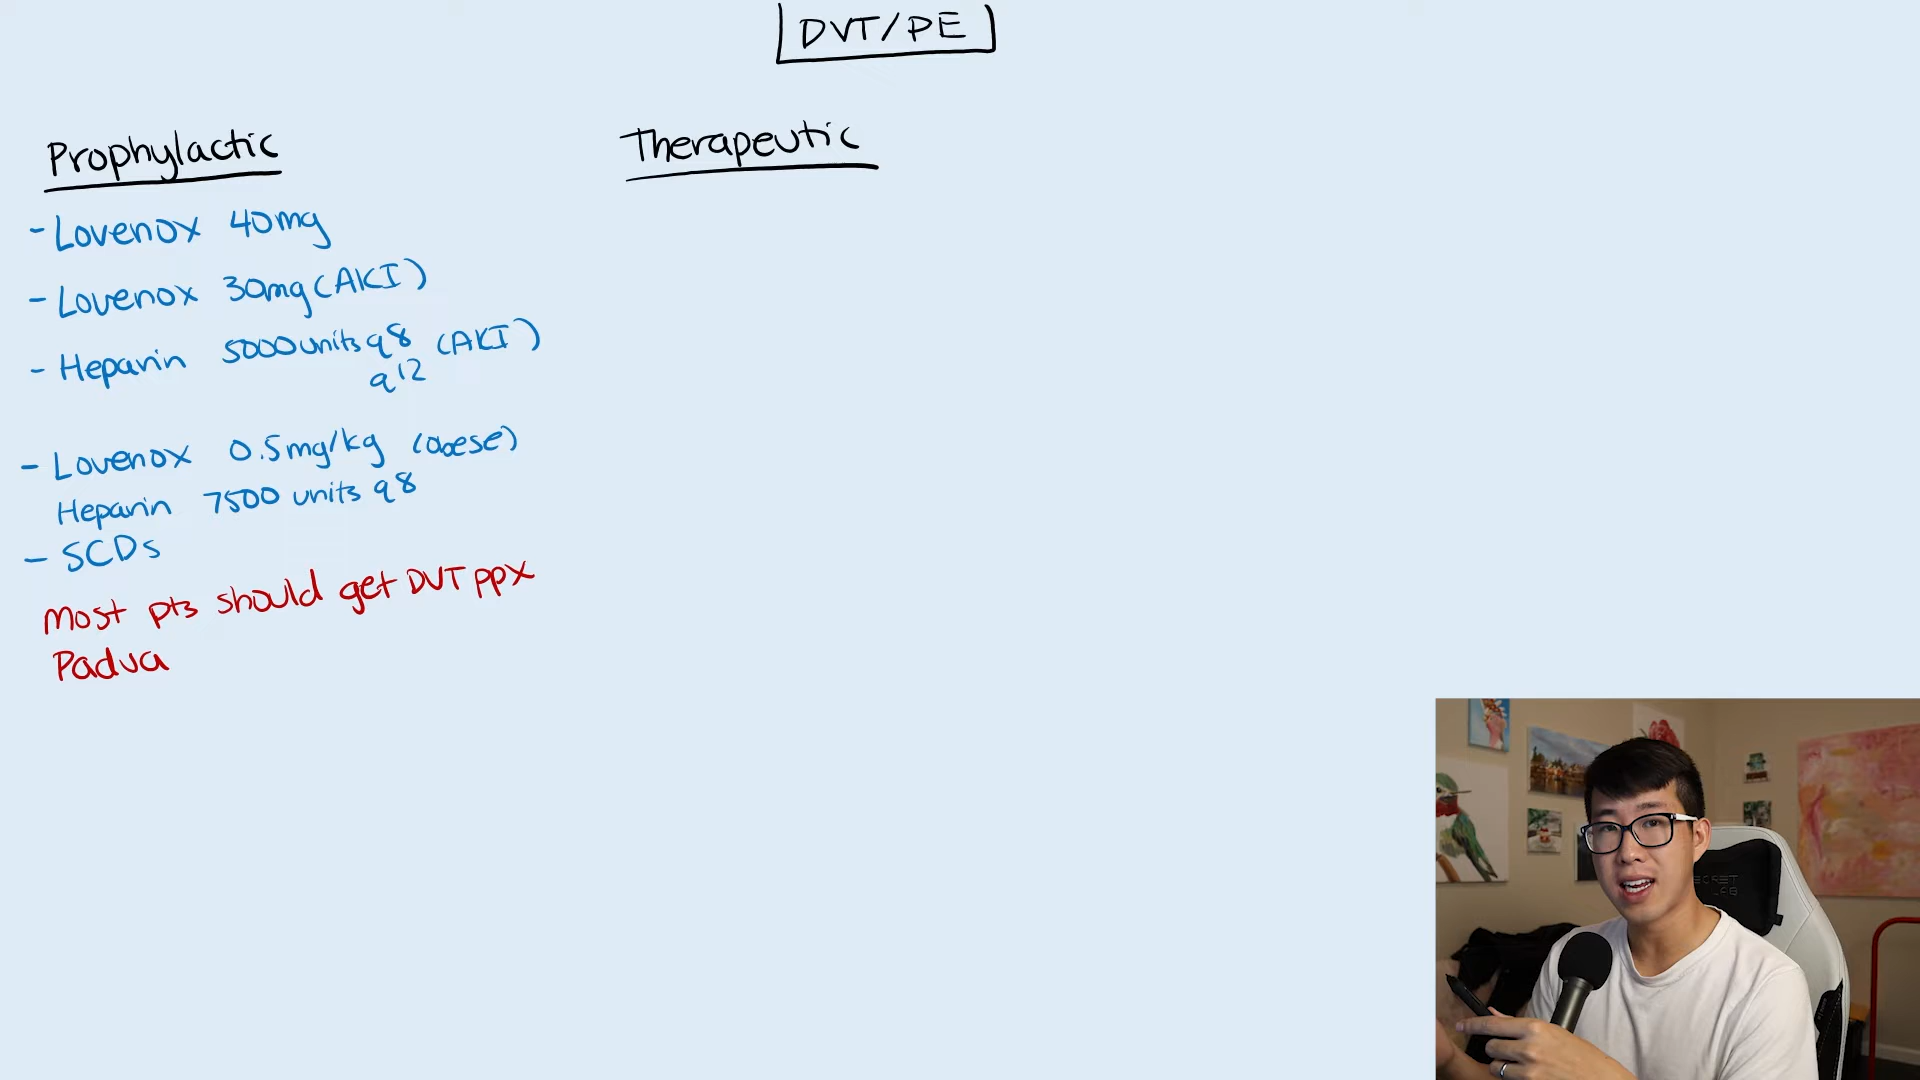 DVT/PE
Prophylactic
- Lovenox 40mg
- Lovenox 30mg (AKI)
- Heparin 5000 units q8 (AKI)
q12
- Lovenox 0.5mg/kg (obese)
Heparin 7500 units q8
- SCDs
Most pts should get DVT ppx
Padua
Therapeutic